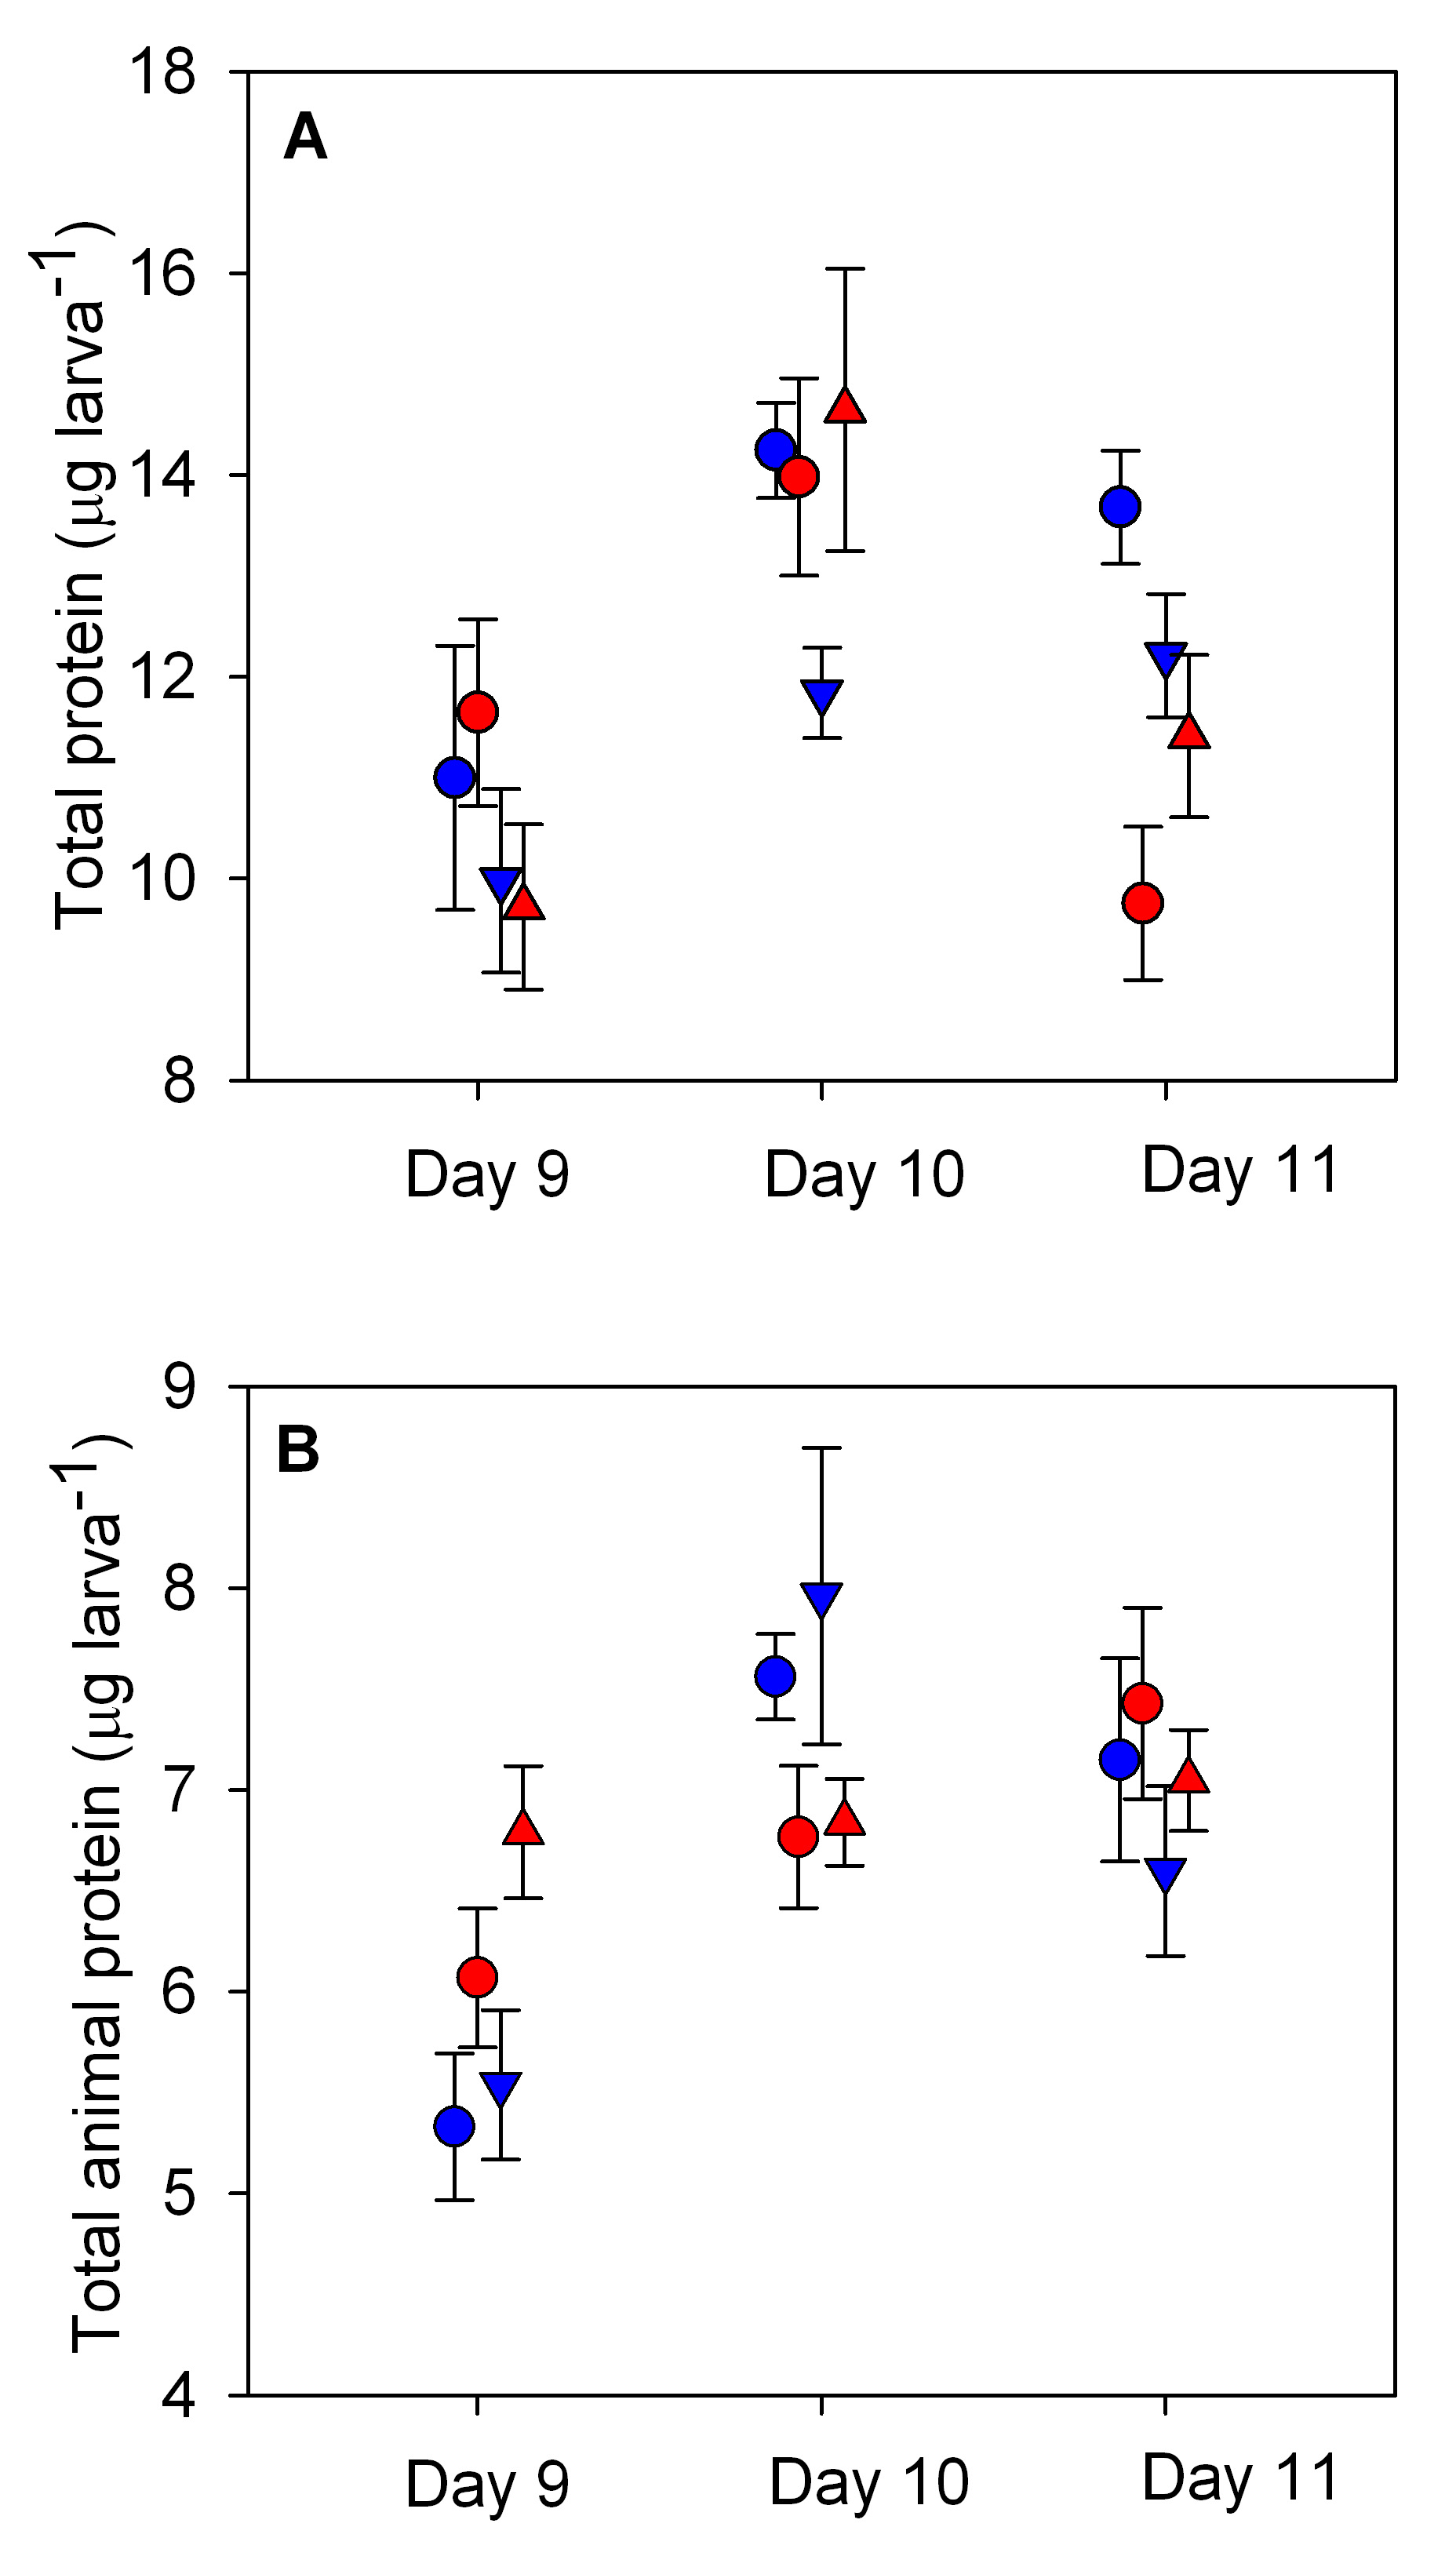 A
Total protein (µg larva⁻¹)
18
16
14
12
10
8
Day 9 Day 10 Day 11
B
Total animal protein (µg larva⁻¹)
9
8
7
6
5
4
Day 9 Day 10 Day 11